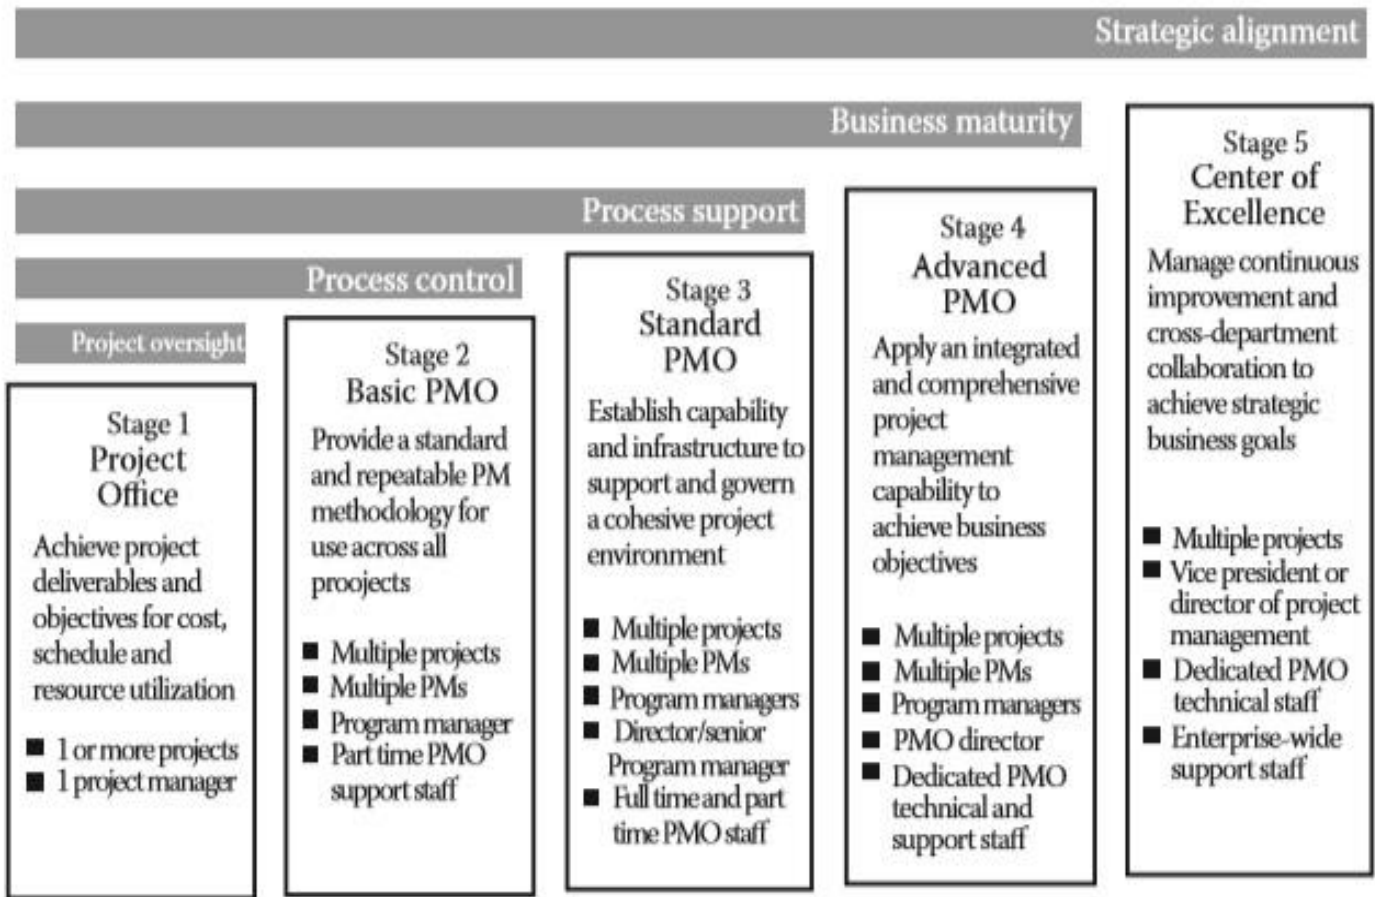 Strategic alignment
Business maturity
Process support
Process control
Project oversight
Stage 1
Project
Office
Achieve project
deliverables and
objectives for cost,
schedule and
resource utilization
■ 1 or more projects
■ 1 project manager
Stage 2
Basic PMO
Provide a standard
and repeatable PM
methodology for
use across all
proojects
■ Multiple projects
■ Multiple PMs
■ Program manager
■ Part time PMO
support staff
Stage 3
Standard
PMO
Establish capability
and infrastructure to
support and govern
a cohesive project
environment
■ Multiple projects
■ Multiple PMs
■ Program managers
■ Director/senior
Program manager
■ Full time and part
time PMO staff
Stage 4
Advanced
PMO
Apply an integrated
and comprehensive
project
management
capability to
achieve business
objectives
■ Multiple projects
■ Multiple PMs
■ Program managers
■ PMO director
■ Dedicated PMO
technical and
support staff
Stage 5
Center of
Excellence
Manage continuous
improvement and
cross-department
collaboration to
achieve strategic
business goals
■ Multiple projects
■ Vice president or
director of project
management
■ Dedicated PMO
technical staff
■ Enterprise-wide
support staff